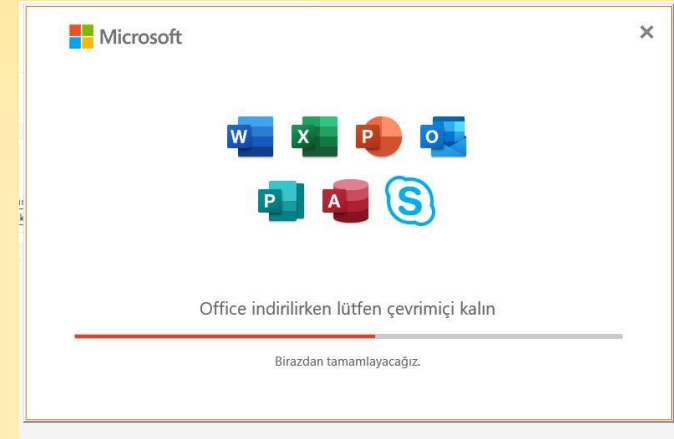 Microsoft
W X P O
P A S
Office indirilirken lütfen çevrimiçi kalın
Birazdan tamamlayacağız.